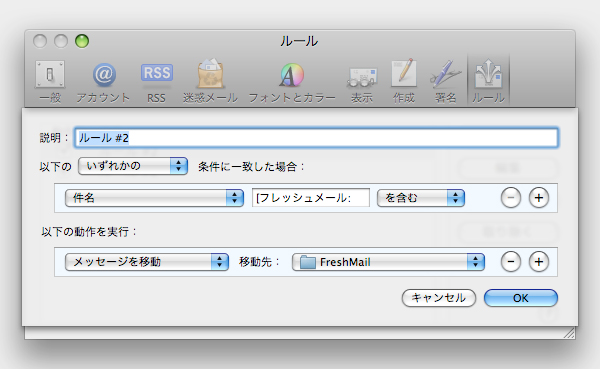 ルール
一般 アカウント RSS 迷惑メール フォントとカラー 表示 作成 署名 ルール
RSS
説明： ルール #2
以下の いずれかの 条件に一致した場合：
件名 [フレッシュメール: を含む
以下の動作を実行：
メッセージを移動 移動先： FreshMail
キャンセル OK